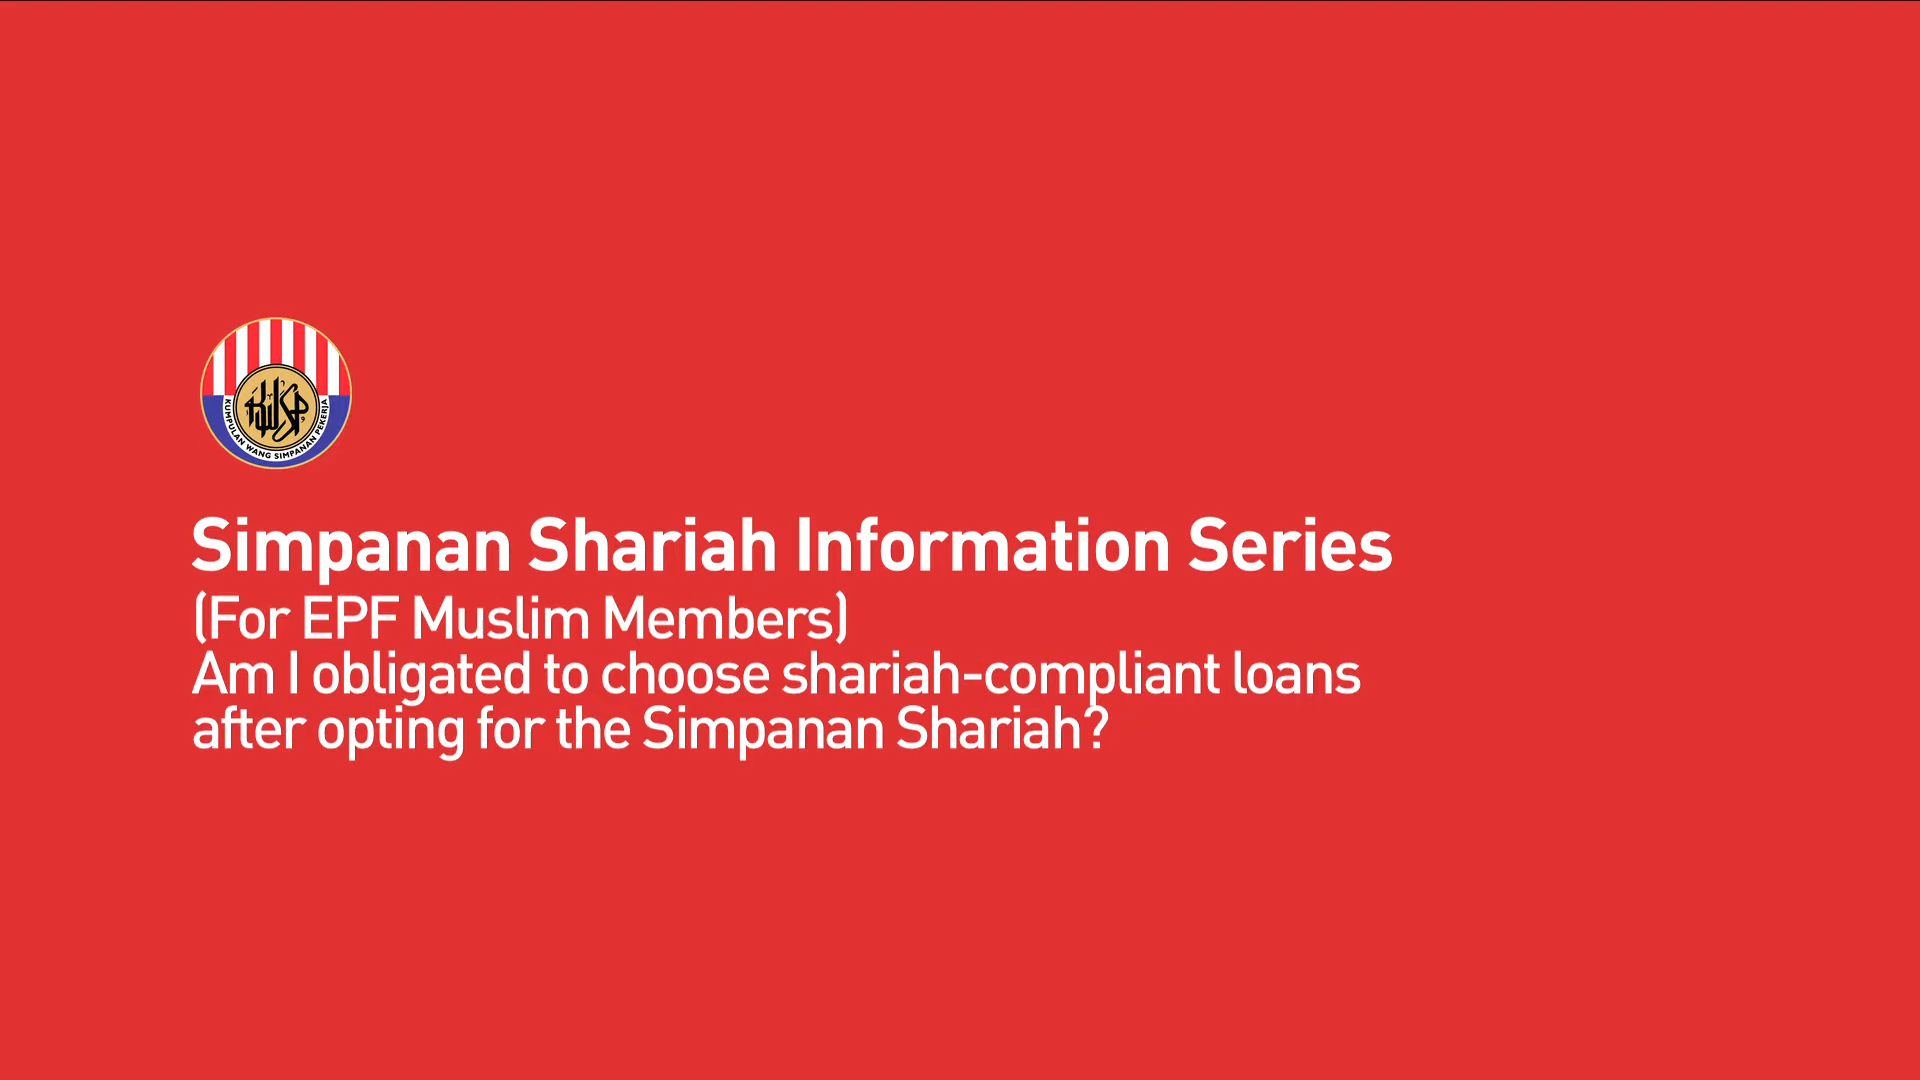 KWSP
KUMPULAN WANG SIMPANAN PEKERJA
Simpanan Shariah Information Series
(For EPF Muslim Members)
Am I obligated to choose shariah-compliant loans
after opting for the Simpanan Shariah?